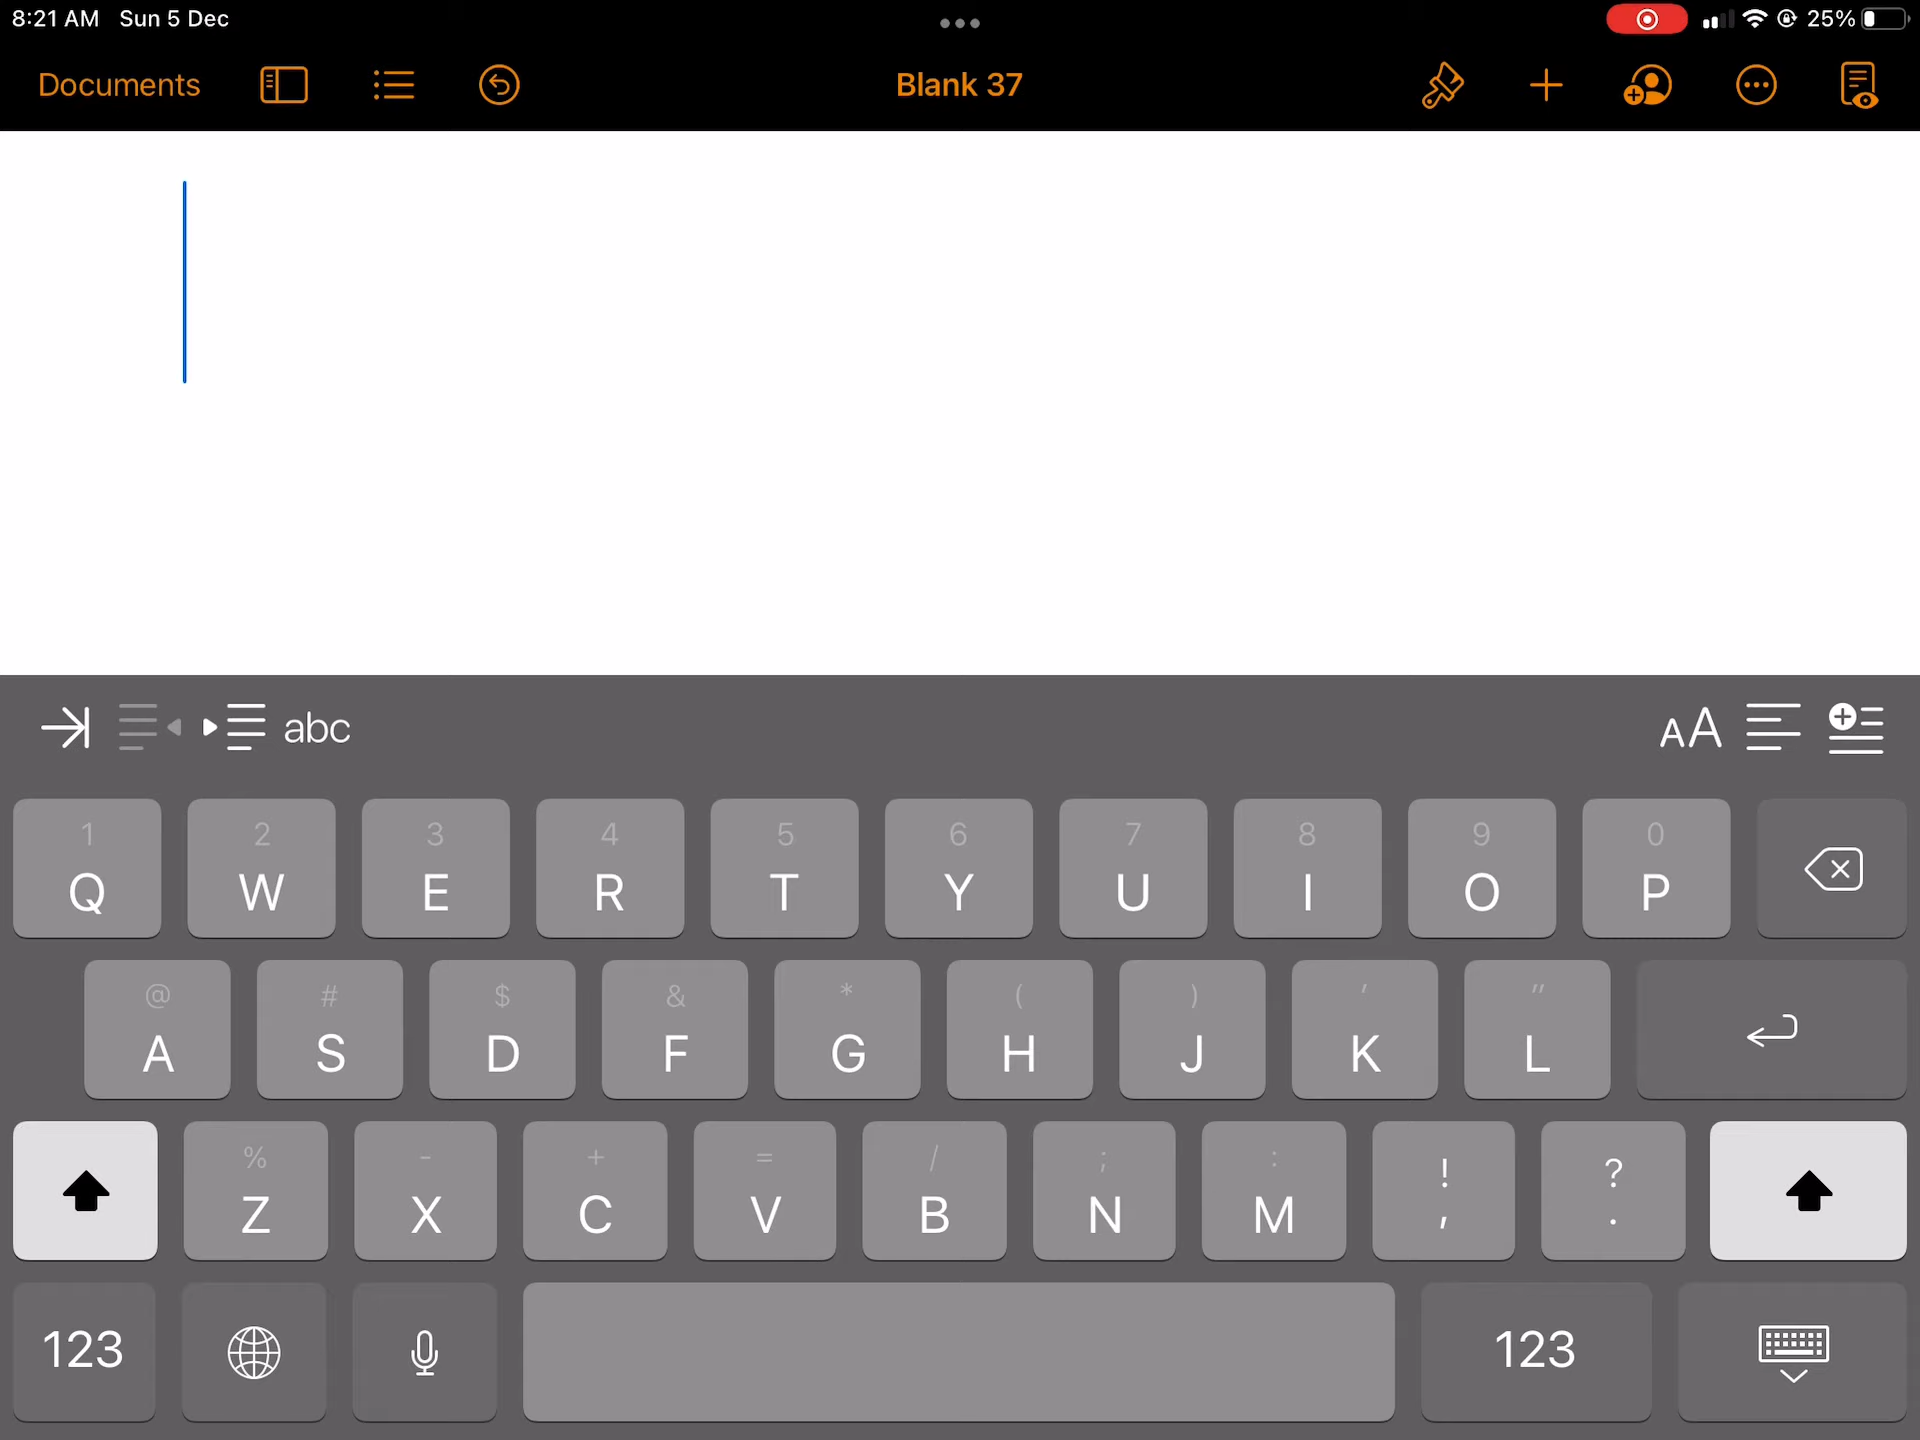 8:21 AM Sun 5 Dec 25%
Documents Blank 37
abc AA
1 2 3 4 5 6 7 8 9 0
Q W E R T Y U I O P
@ # $ & * ( ) ' "
A S D F G H J K L
% - + = / ; : ! ?
Z X C V B N M , .
123 123